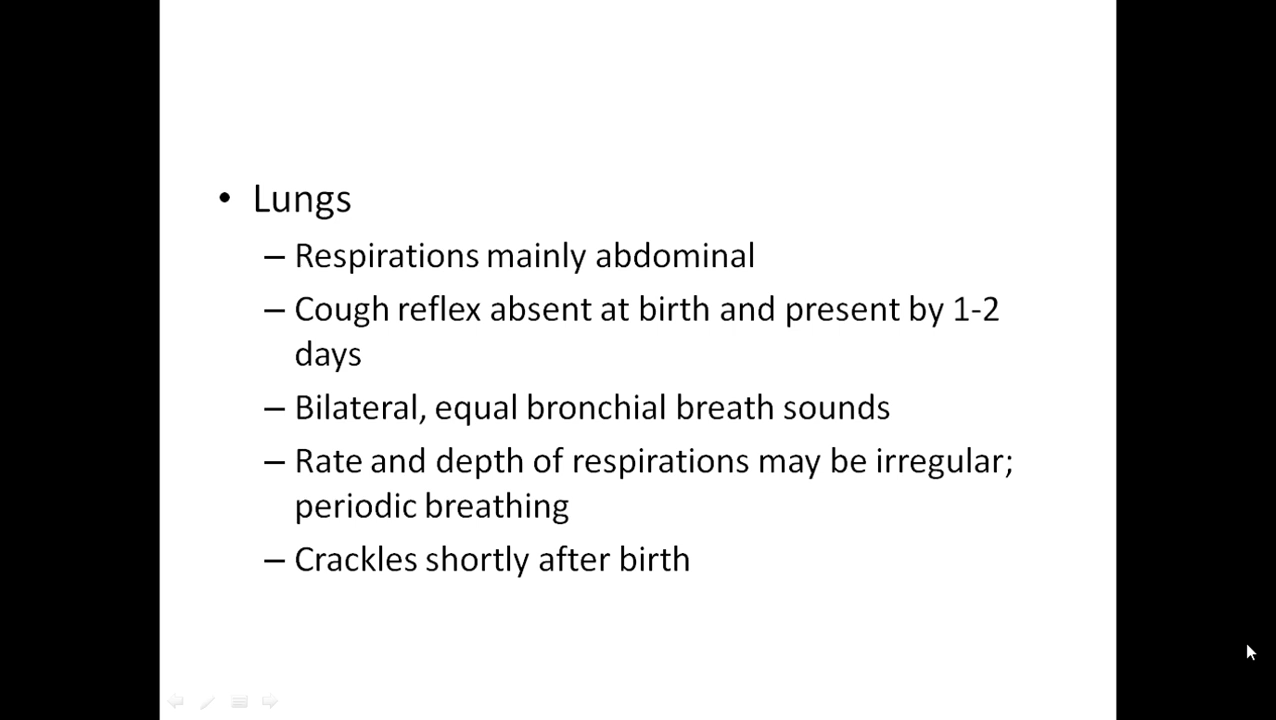 • Lungs
– Respirations mainly abdominal
– Cough reflex absent at birth and present by 1-2
days
– Bilateral, equal bronchial breath sounds
– Rate and depth of respirations may be irregular;
periodic breathing
– Crackles shortly after birth